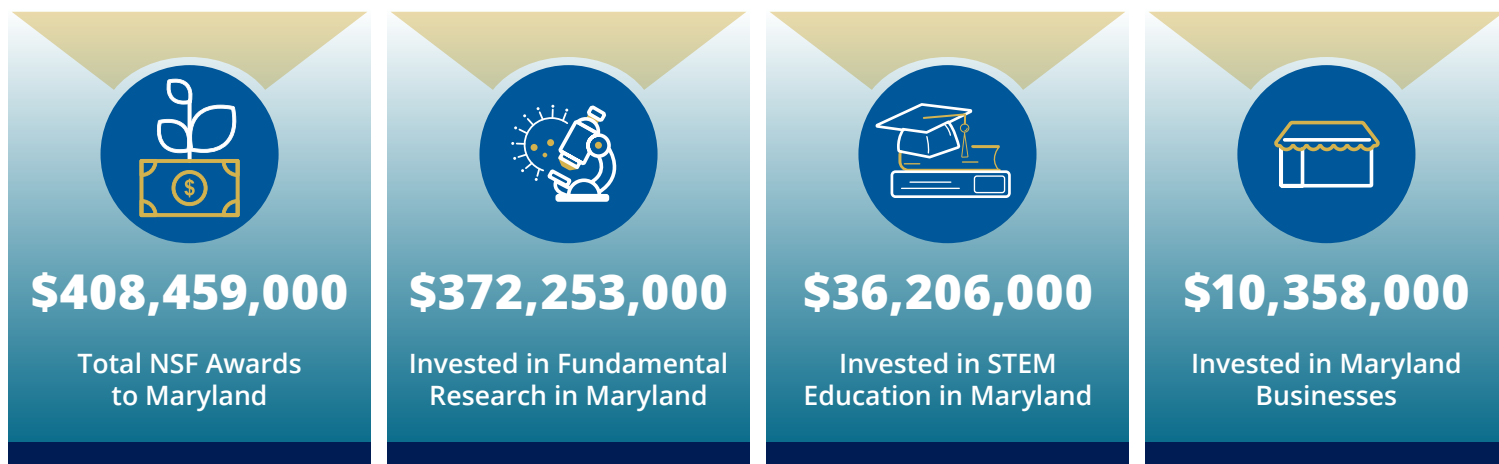 $
$408,459,000
Total NSF Awards
to Maryland
$372,253,000
Invested in Fundamental
Research in Maryland
$36,206,000
Invested in STEM
Education in Maryland
$10,358,000
Invested in Maryland
Businesses